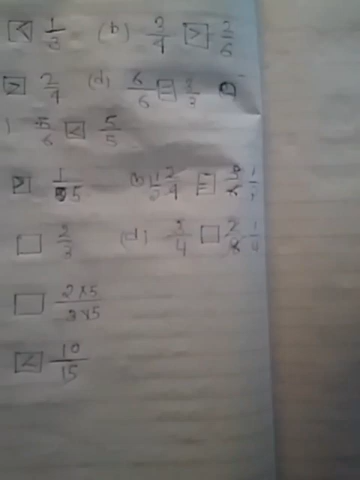 < 1/3 (b) 3/4 > 2/6
> 2/4 (d) 6/6 = 3/3
) 5/6 < 5/5
> 1/5 (b) 2/4 =
2/3 (d) 3/4
2×5/3×5
< 10/15